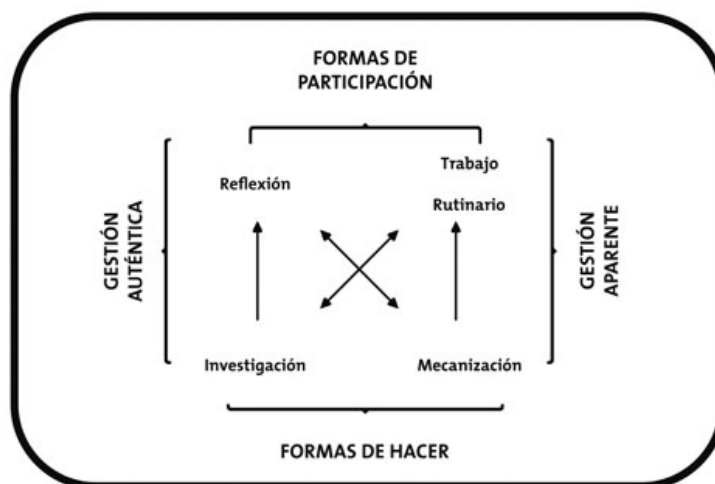 FORMAS DE
PARTICIPACIÓN
Trabajo
Reflexión
Rutinario
GESTIÓN
AUTÉNTICA
GESTIÓN
APARENTE
Investigación
Mecanización
FORMAS DE HACER